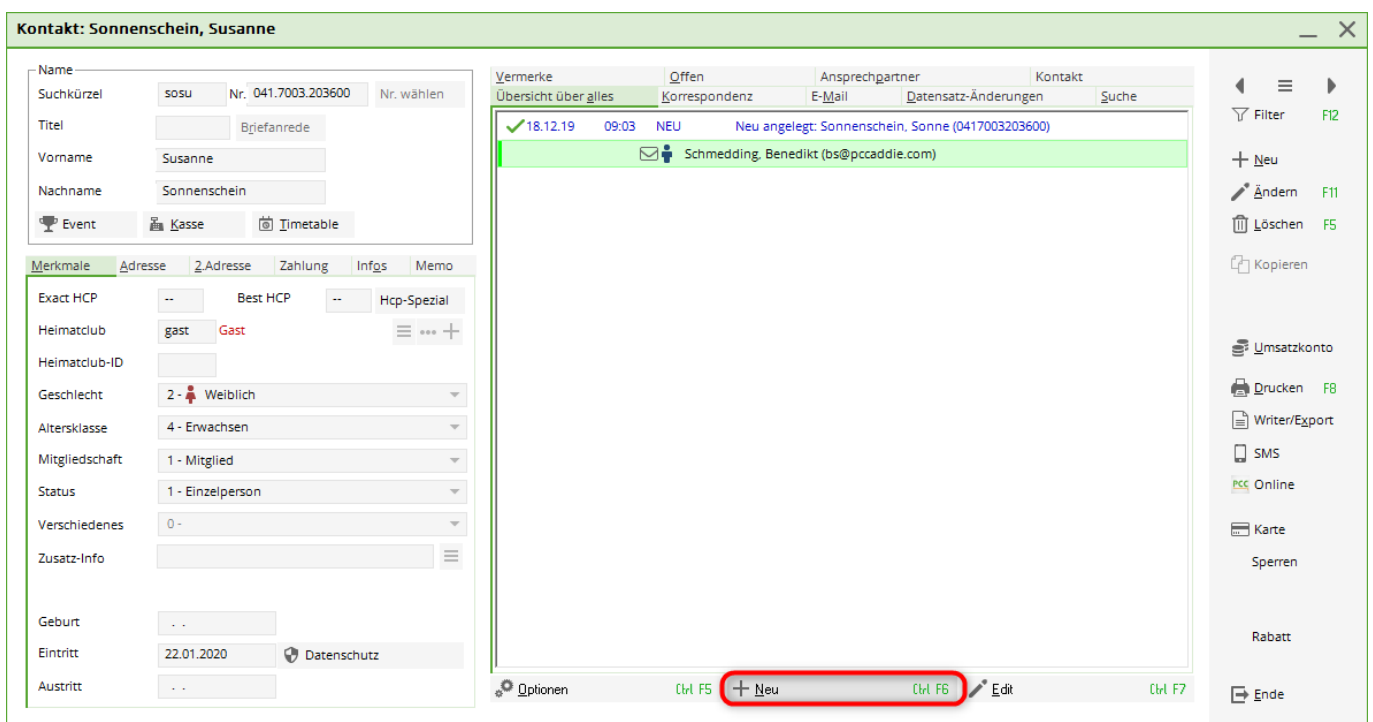 Kontakt: Sonnenschein, Susanne
Name
Suchkürzel sosu Nr. 041.7003.203600 Nr. wählen
Titel Briefanrede
Vorname Susanne
Nachname Sonnenschein
Event Kasse Timetable
Merkmale Adresse 2.Adresse Zahlung Infos Memo
Exact HCP -- Best HCP -- Hcp-Spezial
Heimatclub gast Gast
Heimatclub-ID
Geschlecht 2 - Weiblich
Altersklasse 4 - Erwachsen
Mitgliedschaft 1 - Mitglied
Status 1 - Einzelperson
Verschiedenes 0 -
Zusatz-Info
Geburt . .
Eintritt 22.01.2020 Datenschutz
Austritt . .
Vermerke Offen Ansprechpartner Kontakt
Übersicht über alles Korrespondenz E-Mail Datensatz-Änderungen Suche
18.12.19 09:03 NEU Neu angelegt: Sonnenschein, Sonne (0417003203600)
Schmedding, Benedikt (bs@pccaddie.com)
Optionen Ctrl F5 Neu Ctrl F6 Edit Ctrl F7
Filter F12
Neu
Ändern F11
Löschen F5
Kopieren
Umsatzkonto
Drucken F8
Writer/Export
SMS
PCC Online
Karte
Sperren
Rabatt
Ende